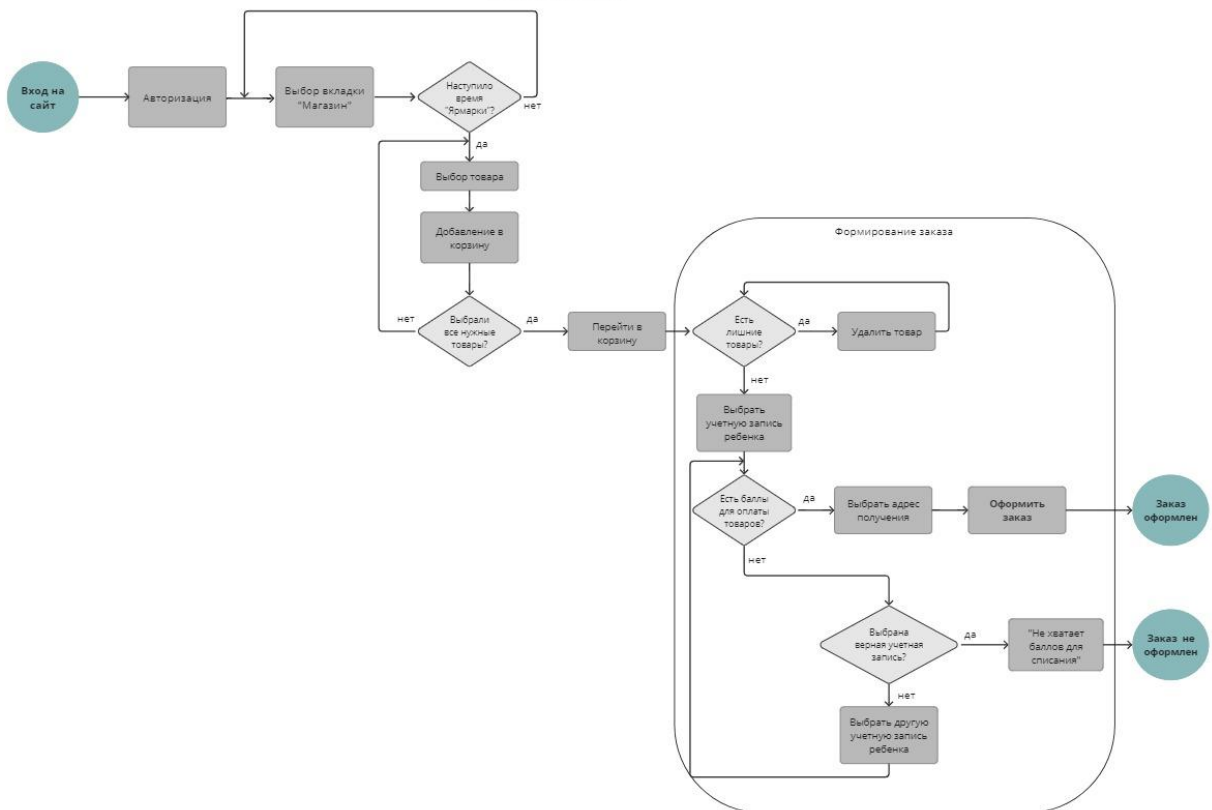 Вход на
сайт
Авторизация
Выбор вкладки
"Магазин"
Наступило
время
"Ярмарки"?
нет
да
Выбор товара
Добавление в
корзину
Выбрали
все нужные
товары?
нет
да
Перейти в
корзину
Формирование заказа
Есть
лишние
товары?
да
Удалить товар
нет
Выбрать
учетную запись
ребенка
Есть баллы
для оплаты
товаров?
да
Выбрать адрес
получения
Оформить
заказ
Заказ
оформлен
нет
Выбрана
верная учетная
запись?
да
"Не хватает
баллов для
списания"
Заказ не
оформлен
нет
Выбрать другую
учетную запись
ребенка